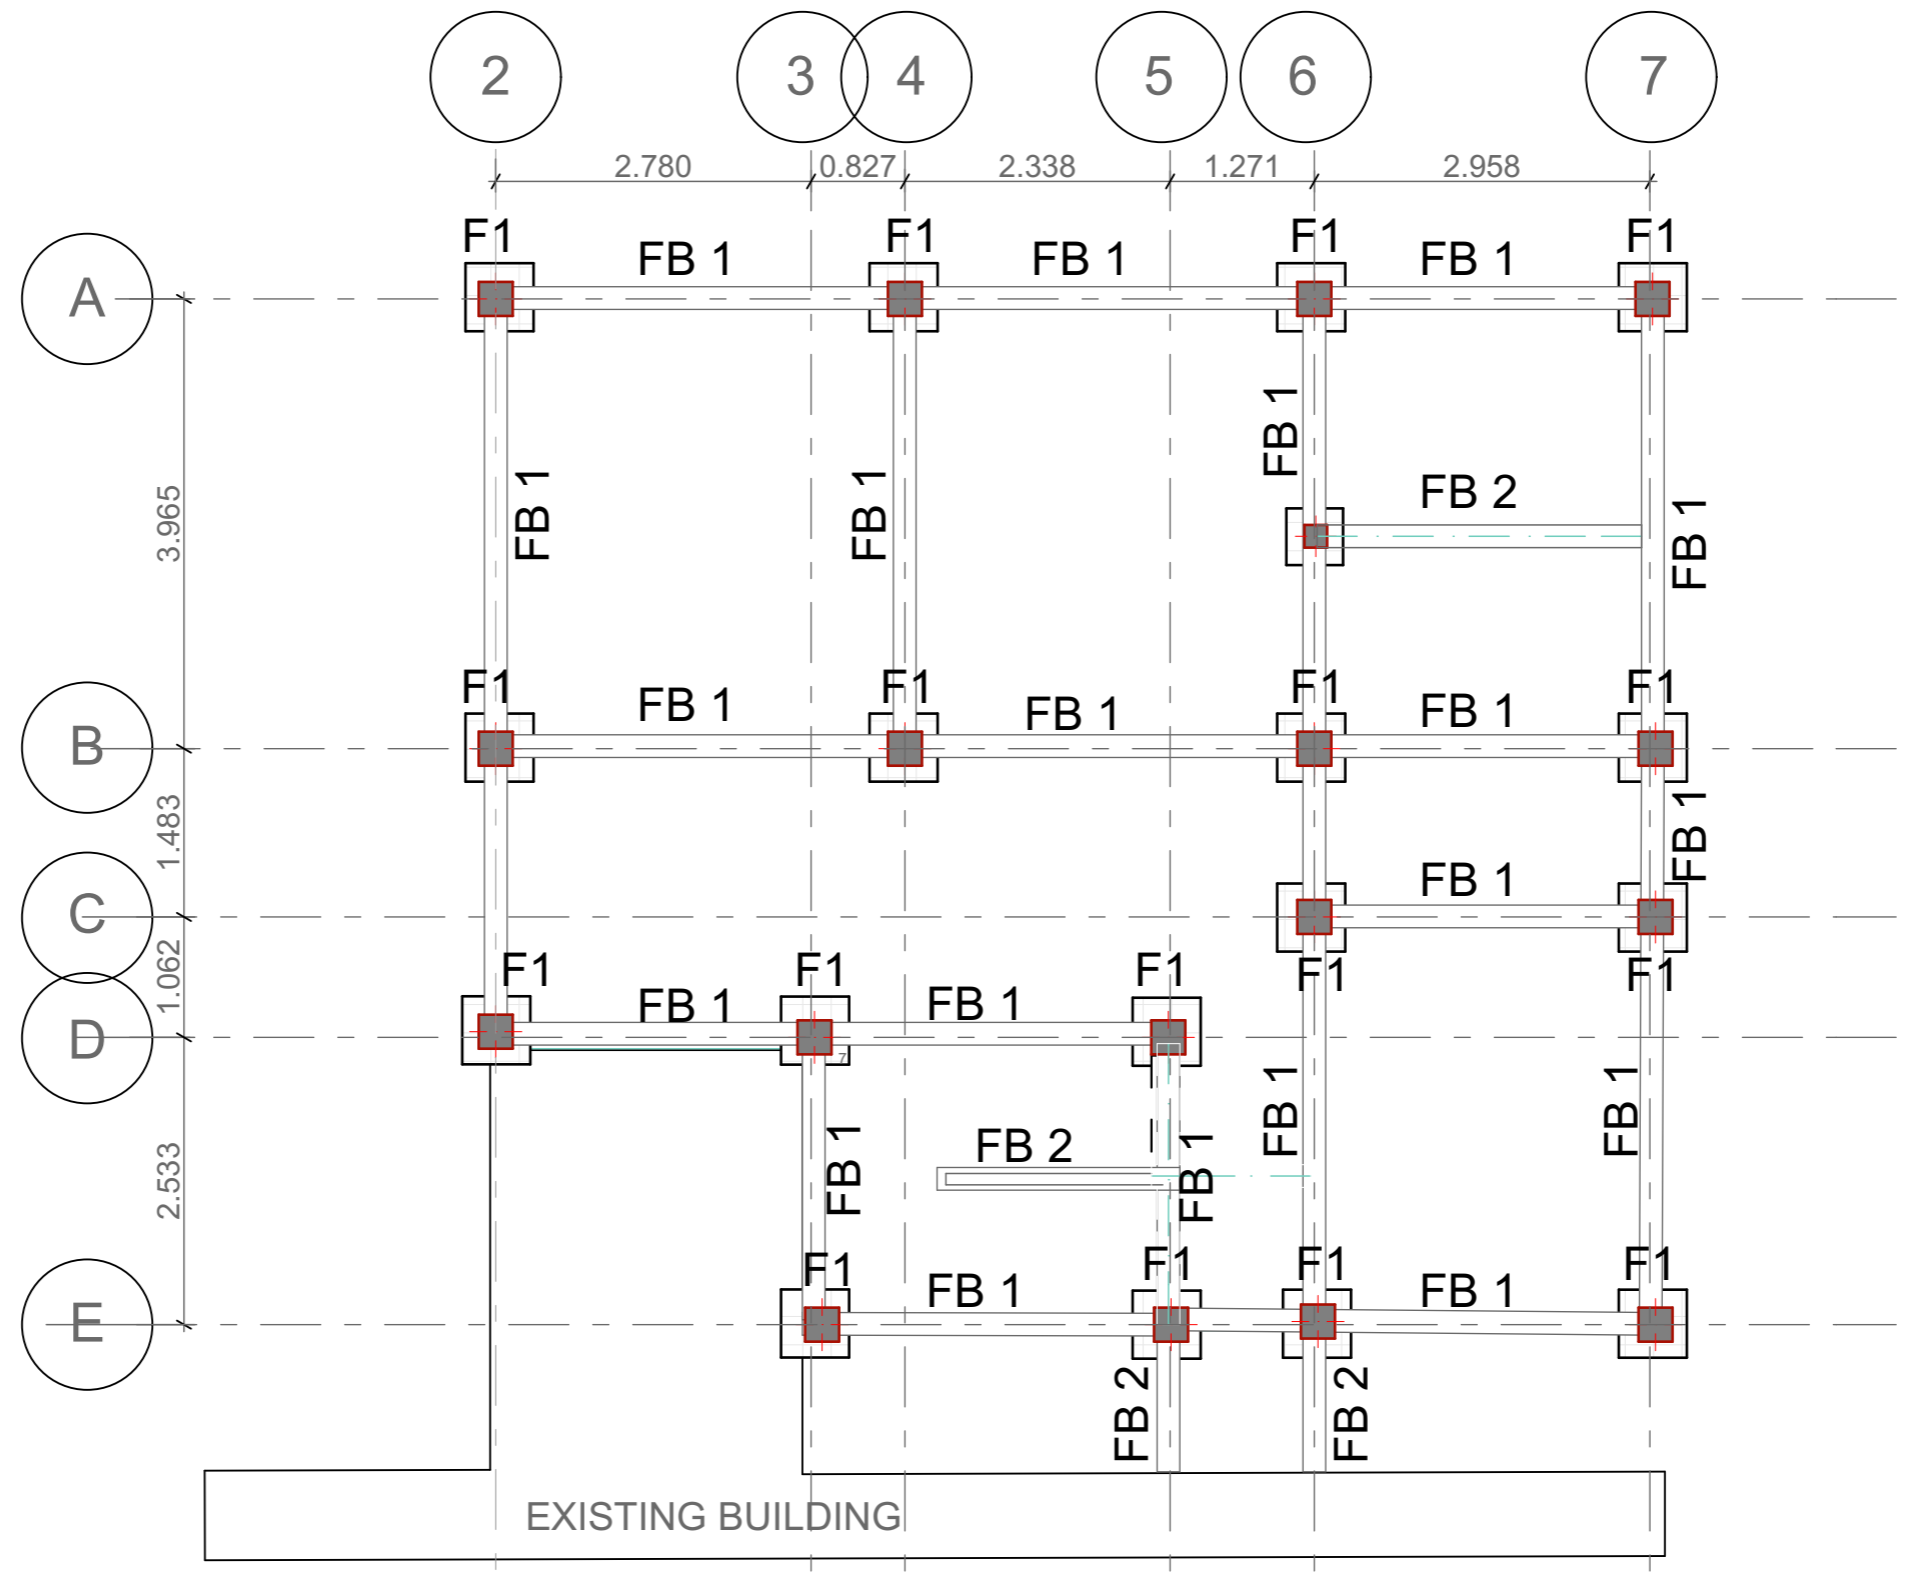 2 3 4 5 6 7
2.780 0.827 2.338 1.271 2.958
F1 F1 F1 F1
FB 1 FB 1 FB 1
A
FB 1
FB 2
3.965
FB 1 FB 1 FB 1
F1 F1 F1 F1
FB 1 FB 1 FB 1
B
1.483
FB 1
FB 1
C
F1 F1 F1 F1 F1
1.062
FB 1 FB 1
D
7
FB 1 FB 1
FB 2
2.533
FB 1 FB 1
F1 F1 F1 F1
FB 1 FB 1
E
FB 2 FB 2
EXISTING BUILDING